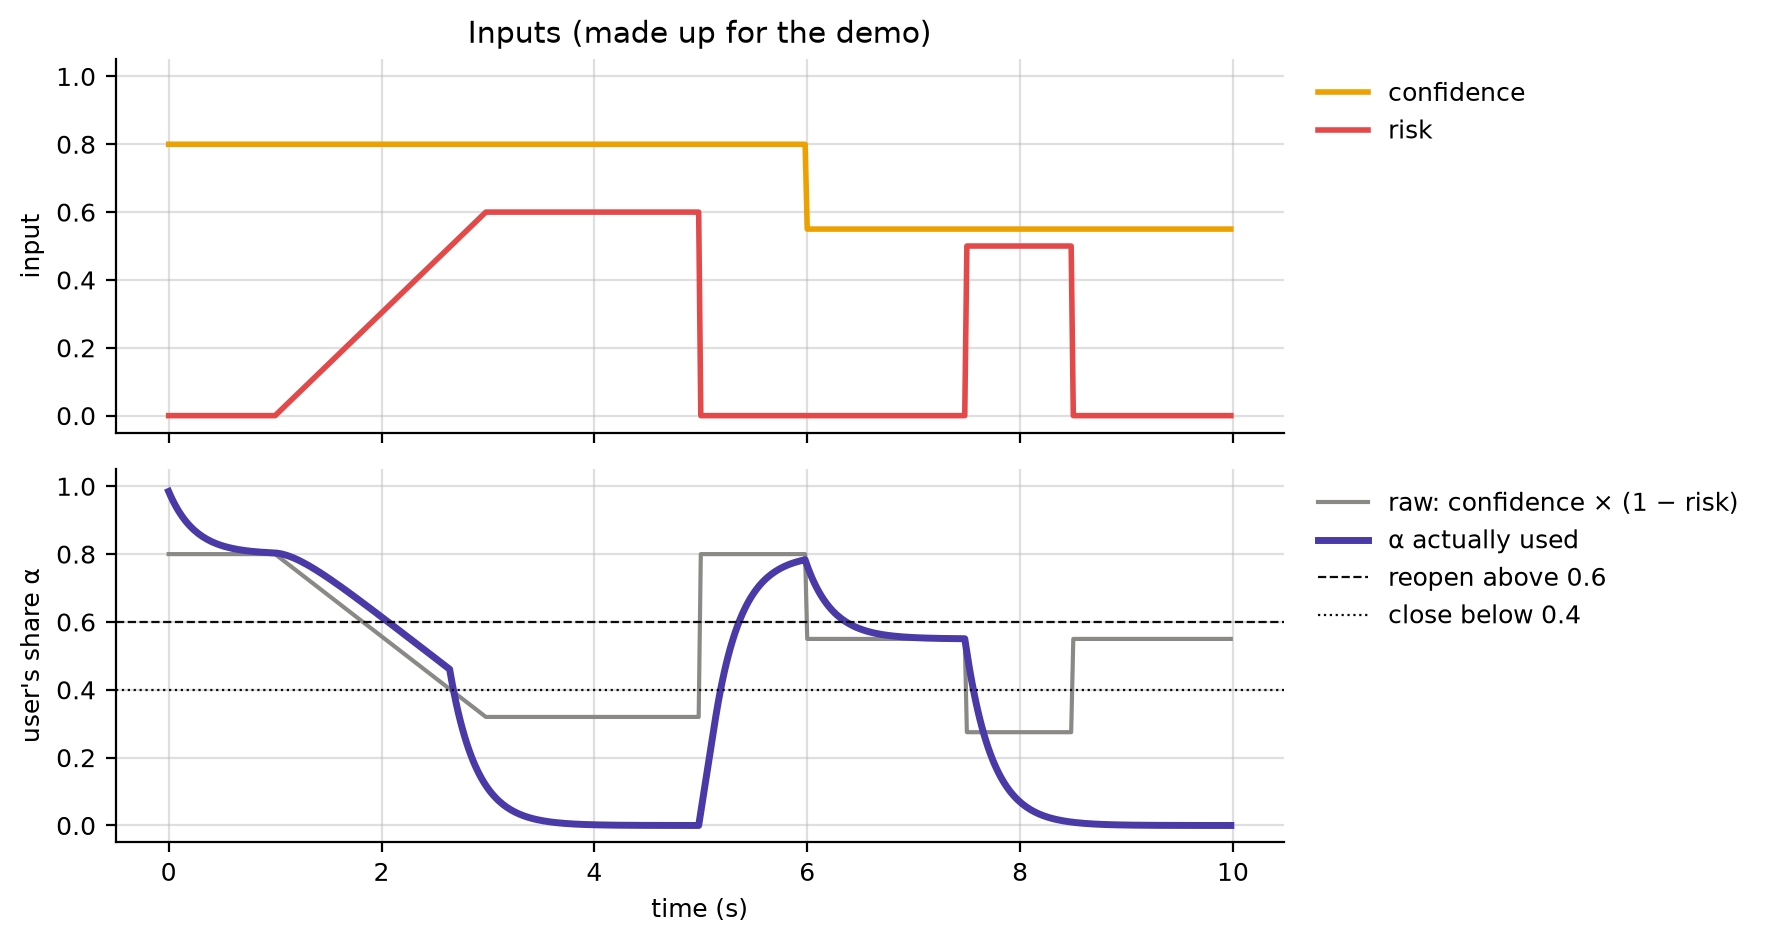 Inputs (made up for the demo)
1.0
0.8
0.6
0.4
0.2
0.0
input
confidence
risk
1.0
0.8
0.6
0.4
0.2
0.0
user's share α
0
2
4
6
8
10
time (s)
raw: confidence × (1 − risk)
α actually used
reopen above 0.6
close below 0.4